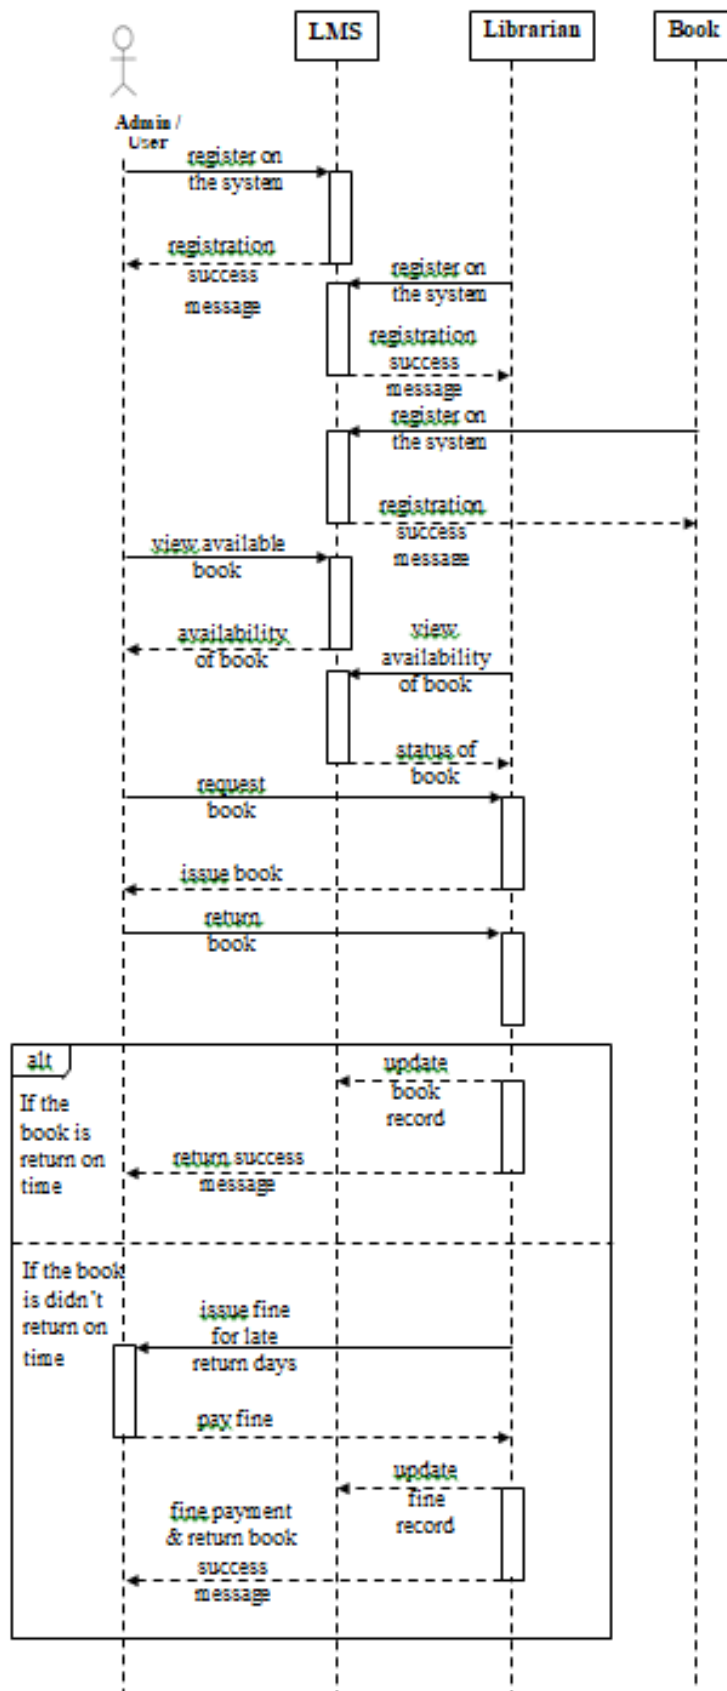 LMS
Librarian
Book
Admin /
User
register on
the system
registration
success
message
register on
the system
registration
success
message
register on
the system
registration
success
message
view available
book
availability
of book
view
availability
of book
status of
book
request
book
issue book
return
book
alt
update
book
record
If the
book is
return on
time
return success
message
If the book
is didn't
return on
time
issue fine
for late
return days
pay fine
update
fine
record
fine payment
& return book
success
message